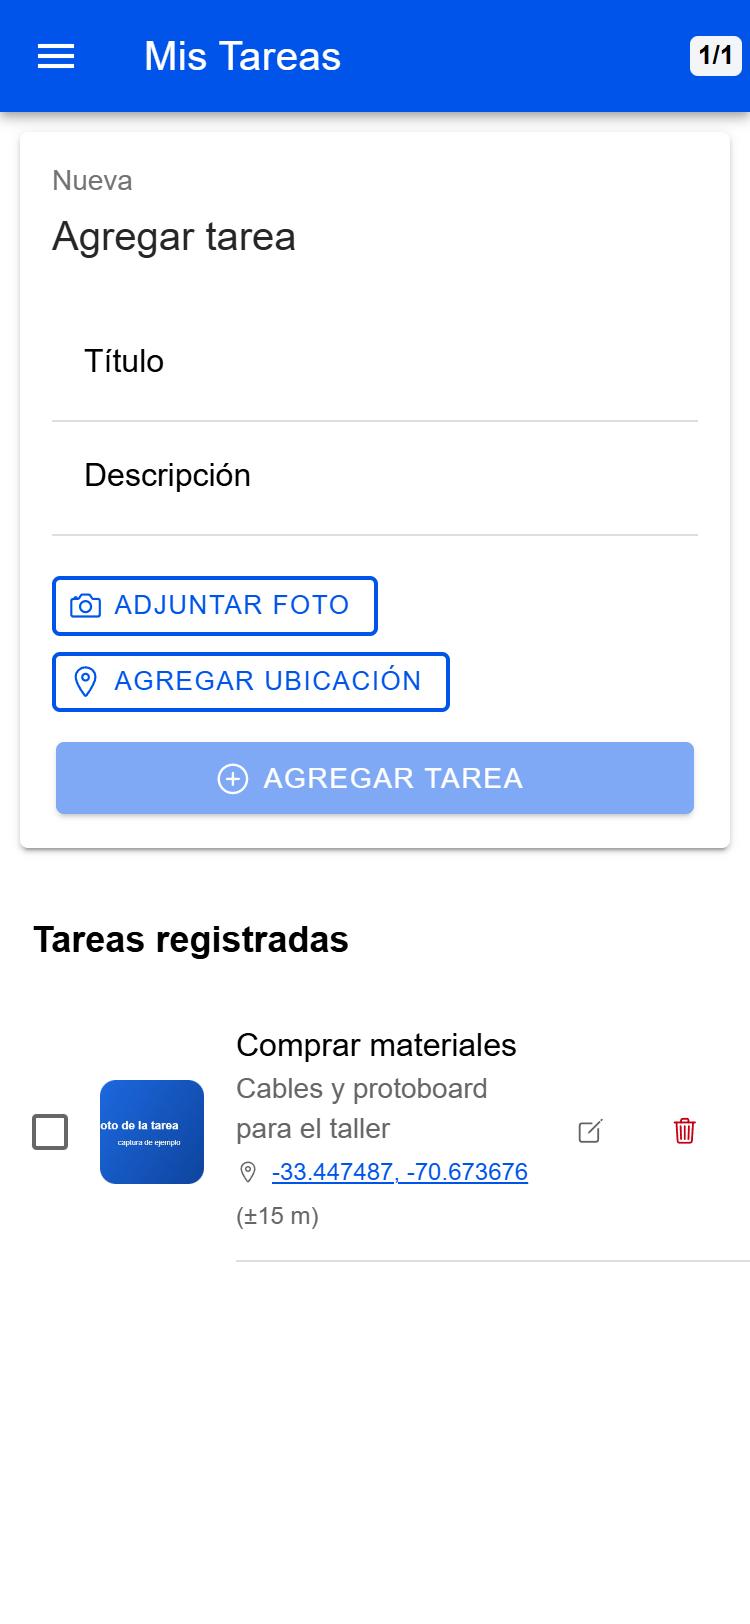 Mis Tareas
1/1
Nueva
Agregar tarea
Título
Descripción
ADJUNTAR FOTO
AGREGAR UBICACIÓN
AGREGAR TAREA
Tareas registradas
Comprar materiales
Cables y protoboard
para el taller
oto de la tarea
captura de ejemplo
-33.447487, -70.673676
(±15 m)